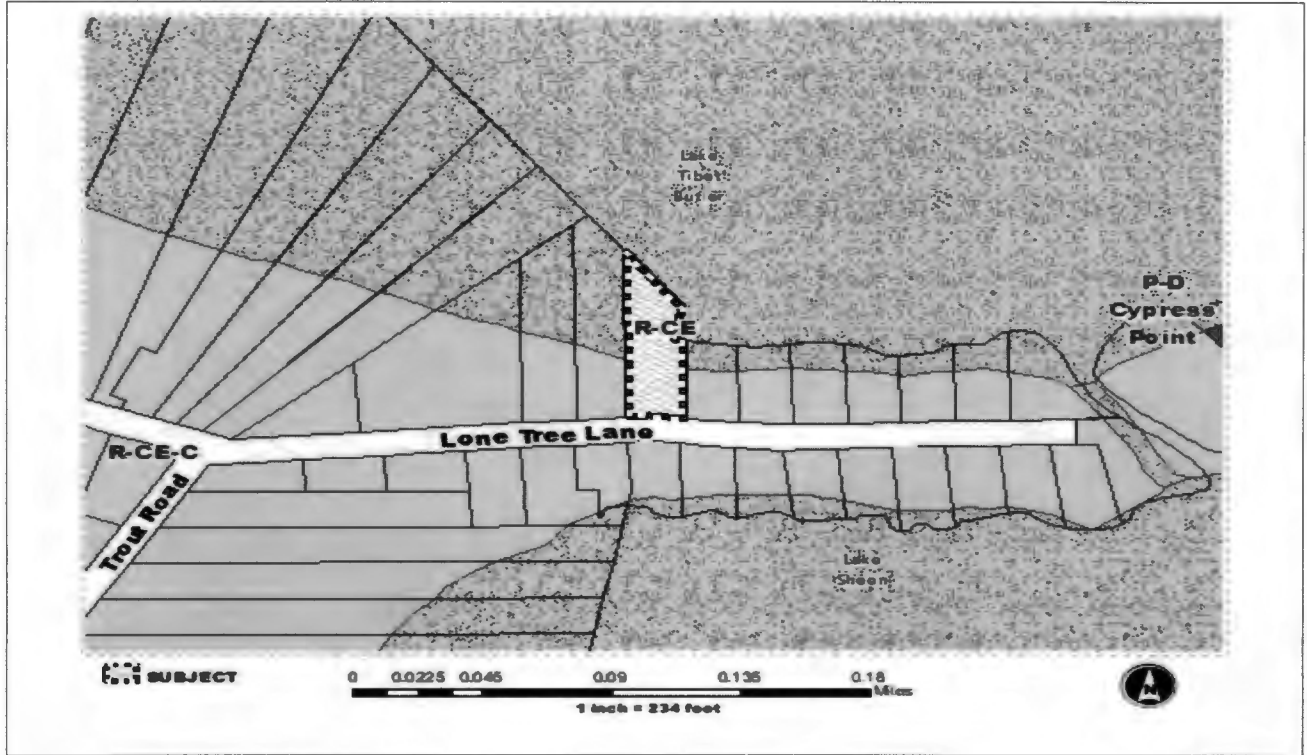 Lake
Tibet
Butler
P-D
Cypress
Point
R-CE
Lone Tree Lane
R-CE-C
Trout Road
Lake
Sheen
SUBJECT
0 0.0225 0.045 0.09 0.135 0.18
Miles
1 inch = 234 feet
N